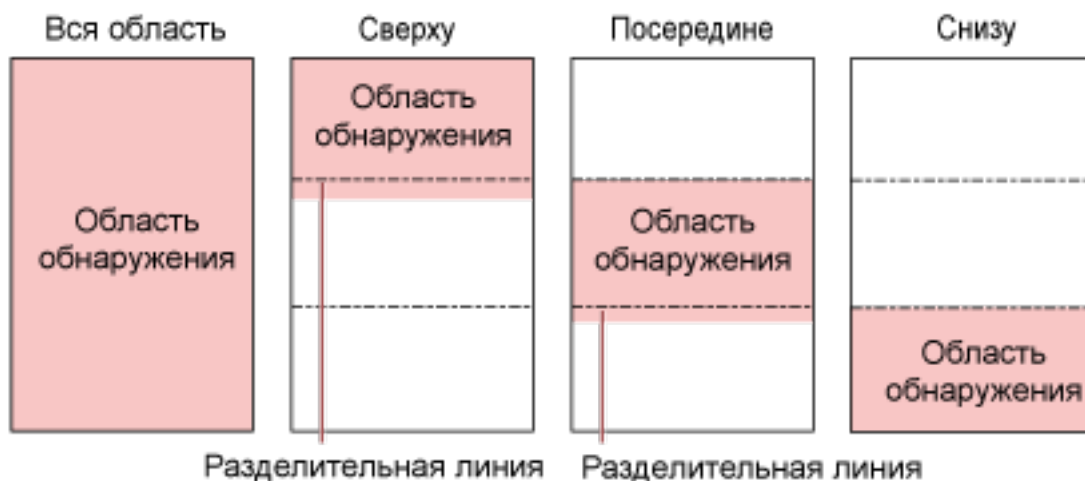 Вся область
Сверху
Посередине
Снизу
Область
обнаружения
Область
обнаружения
Область
обнаружения
Область
обнаружения
Разделительная линия
Разделительная линия